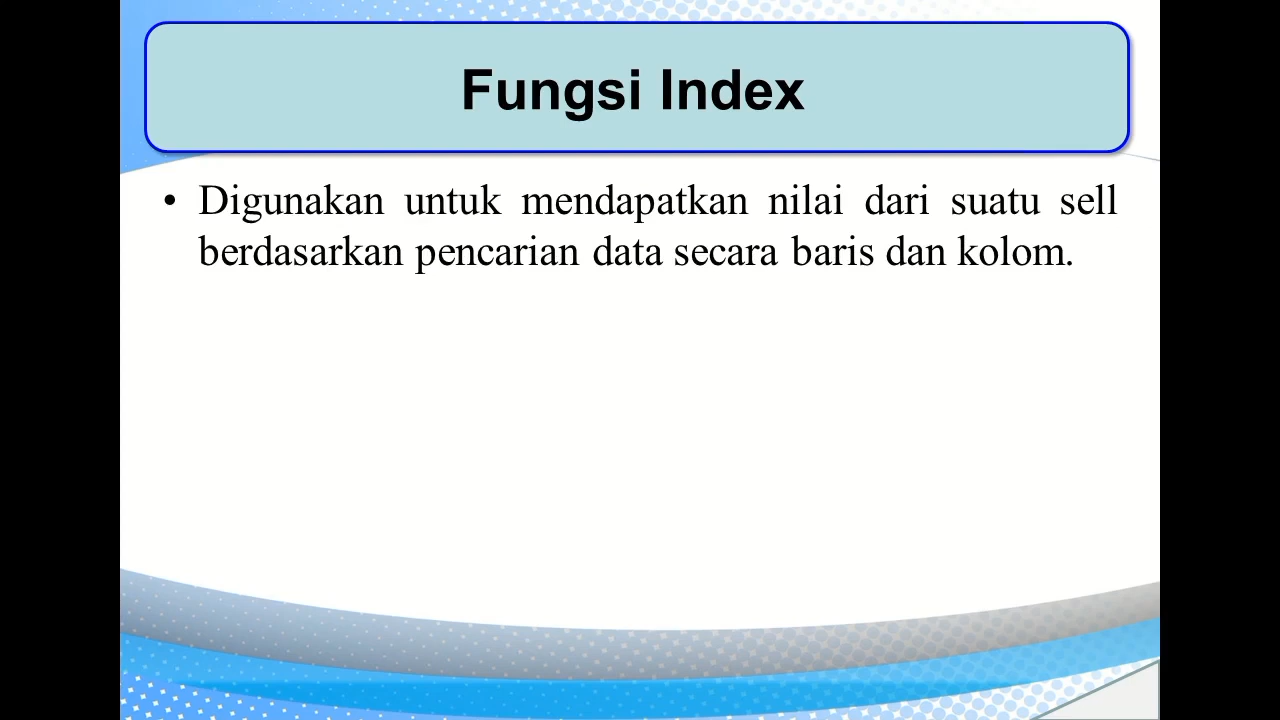 Fungsi Index
• Digunakan untuk mendapatkan nilai dari suatu sell
berdasarkan pencarian data secara baris dan kolom.